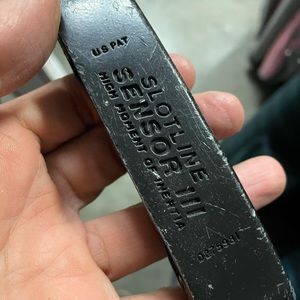 US PAT
SLOTLINE
SENSOR III
HIGH MOMENT OF INERTIA